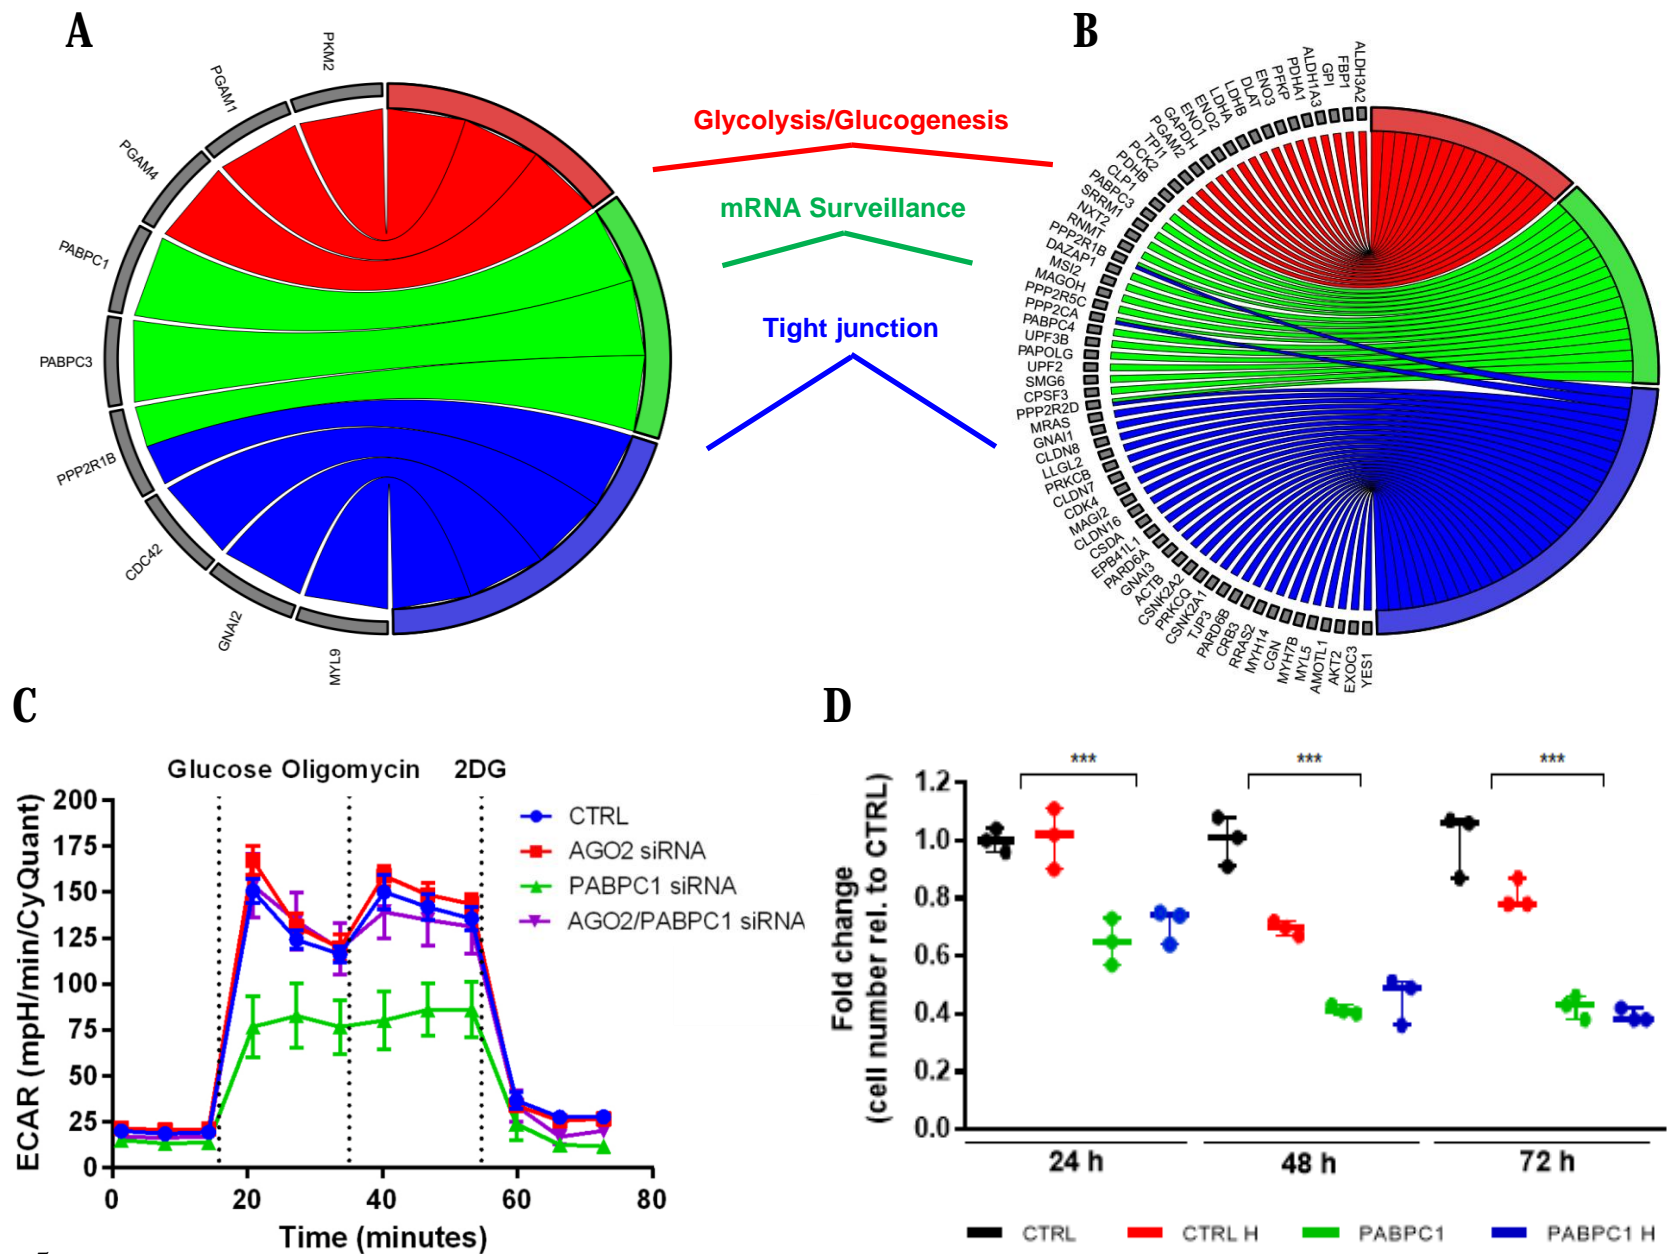 A
B
PKM2
PGAM1
PGAM4
PABPC1
PABPC3
PPP2R1B
CDC42
GNAI2
MYL9
Glycolysis/Glucogenesis
mRNA Surveillance
Tight junction
ALDH3A2
FBP1
GPI
ALDH1A3
PDHA1
PFKP
ENO3
DLAT
LDHB
LDHA
ENO2
ENO1
GAPDH
PGAM2
TPI1
PCK2
PDHB
CLP1
PABPC3
SRRM1
NXT2
RNMT
PPP2R1B
DAZAP1
MSI2
MAGOH
PPP2R5C
PPP2CA
PABPC4
UPF3B
PAPOLG
UPF2
SMG6
CPSF3
PPP2R2D
MRAS
GNAI1
CLDN8
LLGL2
PRKCB
CLDN7
CDK4
MAGI2
CLDN16
CSDA
EPB41L1
PARD6A
GNAI3
ACTB
CSNK2A2
PRKCQ
CSNK2A1
TJP3
PARD6B
CRB3
RRAS2
MYH14
CGN
MYH7B
MYL5
AMOTL1
AKT2
EXOC3
YES1
C
Glucose Oligomycin 2DG
ECAR (mpH/min/CyQuant)
200
175
150
125
100
75
50
25
0
0 20 40 60 80
Time (minutes)
CTRL
AGO2 siRNA
PABPC1 siRNA
AGO2/PABPC1 siRNA
D
*** *** ***
Fold change
(cell number rel. to CTRL)
1.2
1.0
0.8
0.6
0.4
0.2
0.0
24 h 48 h 72 h
CTRL CTRL H PABPC1 PABPC1 H